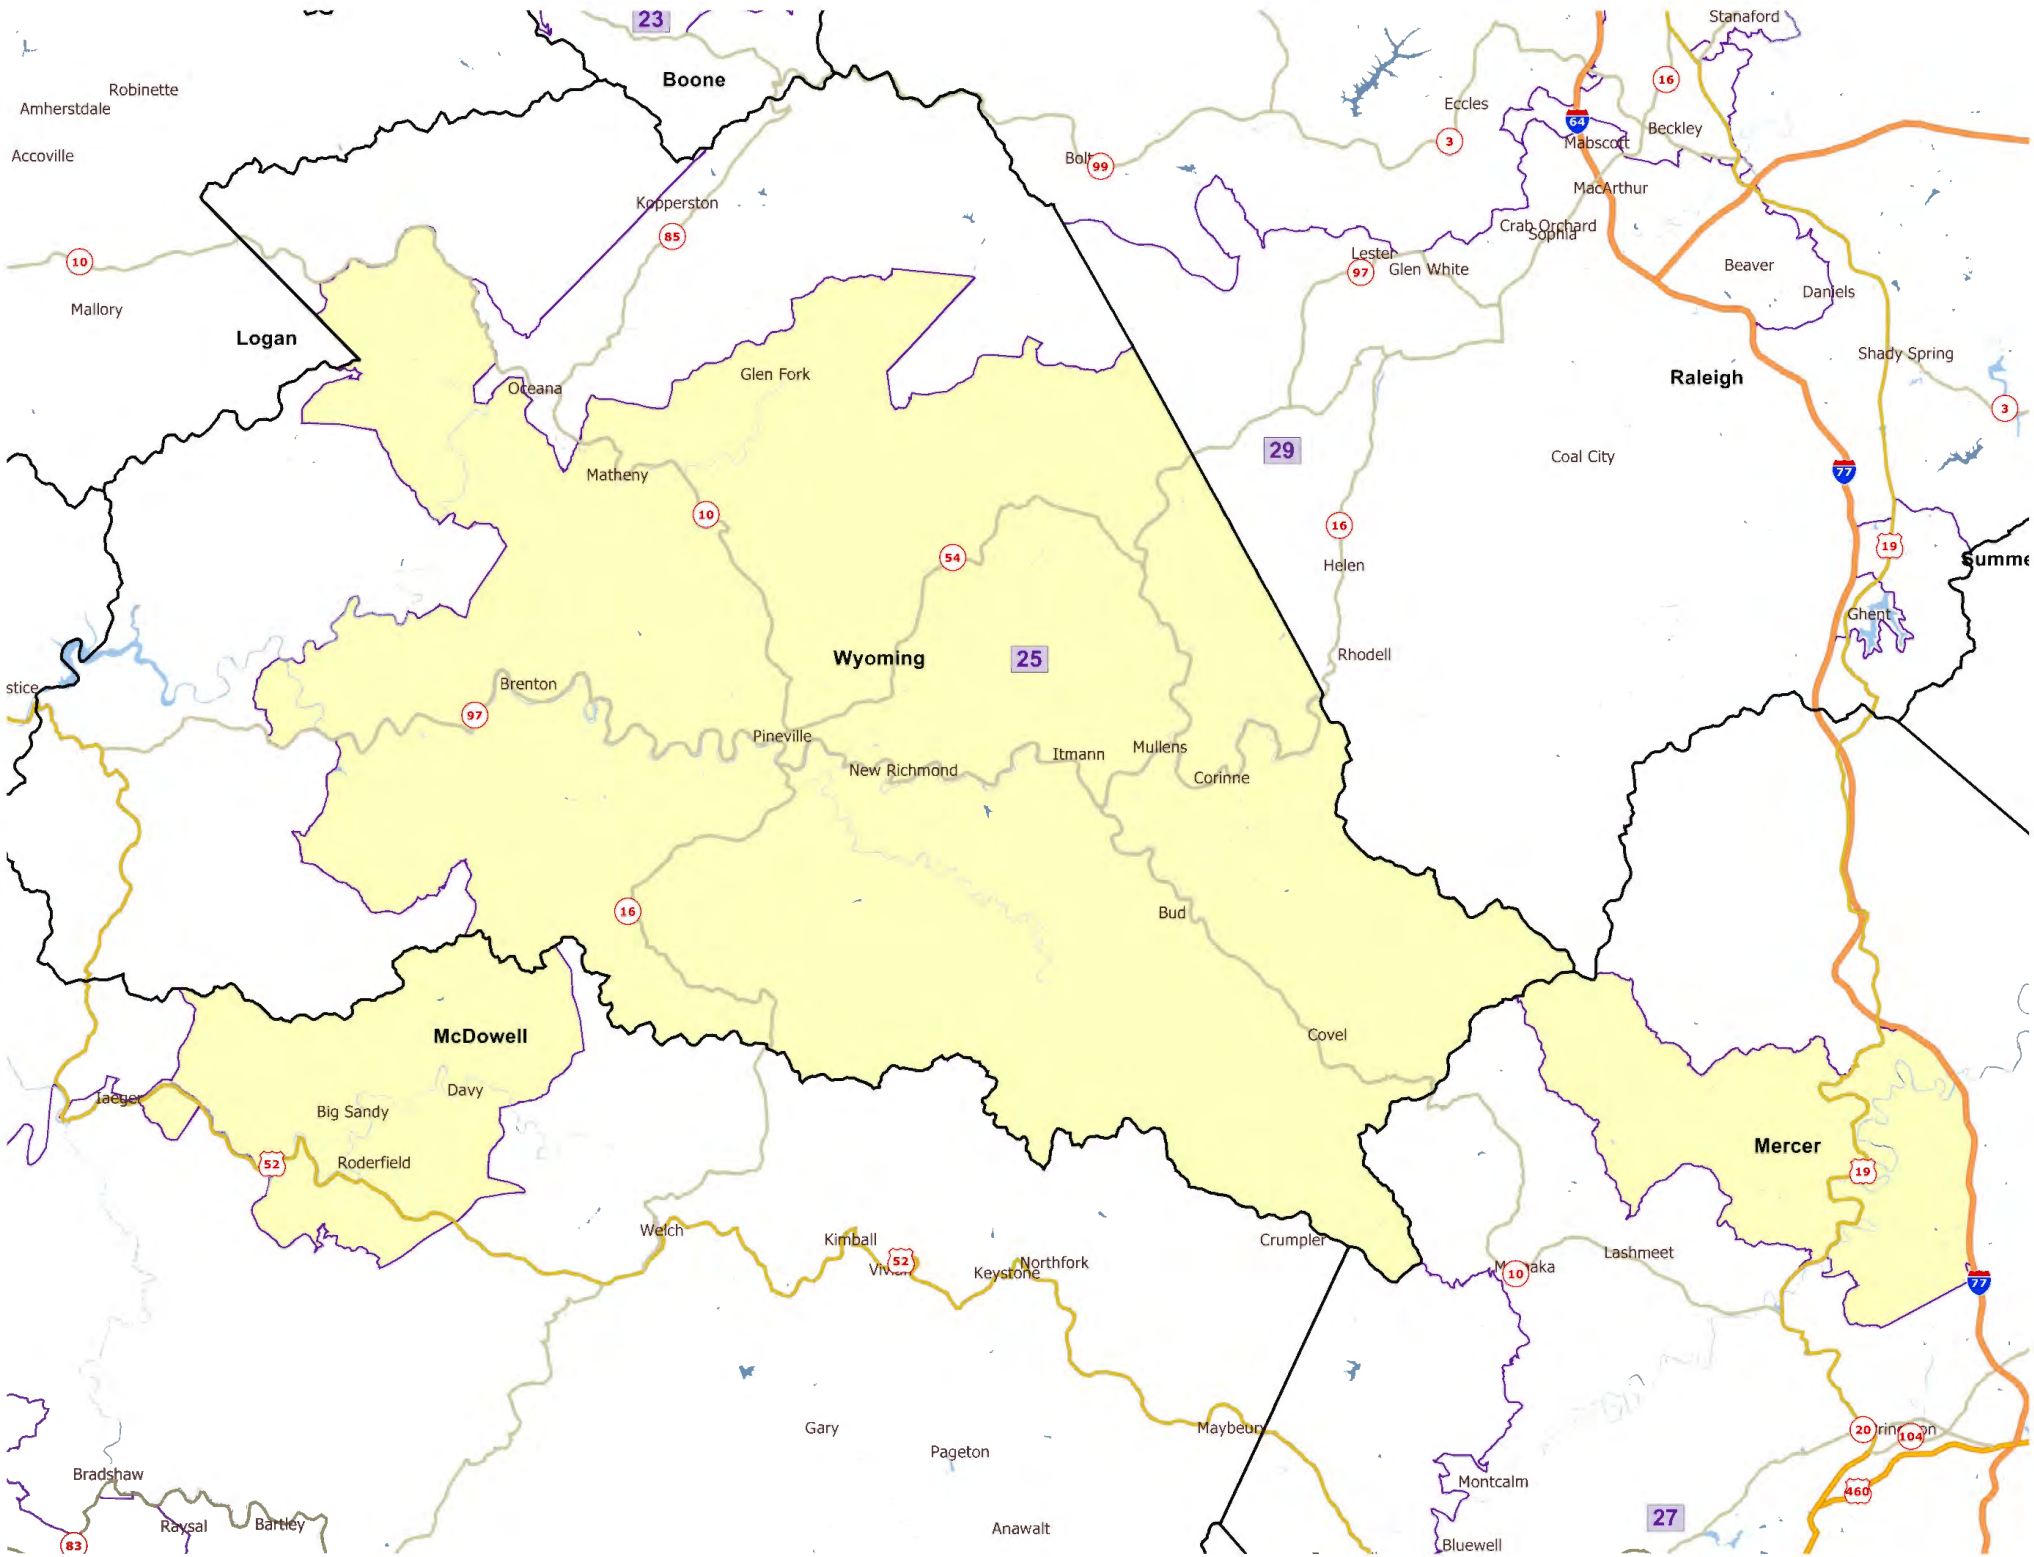 23
Stanaford
Boone
16
Robinette
Amherstdale
Eccles
64
Beckley
3
Mabscott
Accoville
99
MacArthur
Kopperston
Crab Orchard
Sophia
85
Lester
10
97
Glen White
Beaver
Daniels
Mallory
Logan
Shady Spring
Glen Fork
Raleigh
Oceana
3
29
Coal City
Matheny
77
10
16
19
54
Helen
Ghent
Wyoming
25
Rhodell
Brenton
97
Pineville
Mullens
Itmann
New Richmond
Corinne
16
Bud
McDowell
Covel
Davy
Iaeger
Big Sandy
Mercer
52
Roderfield
19
Welch
Kimball
Crumpler
Lashmeet
52
Northfork
Keystone
10
77
Gary
Maybeury
20
104
Pageton
Bradshaw
Montcalm
460
27
Raysal
Bartley
Anawalt
83
Bluewell